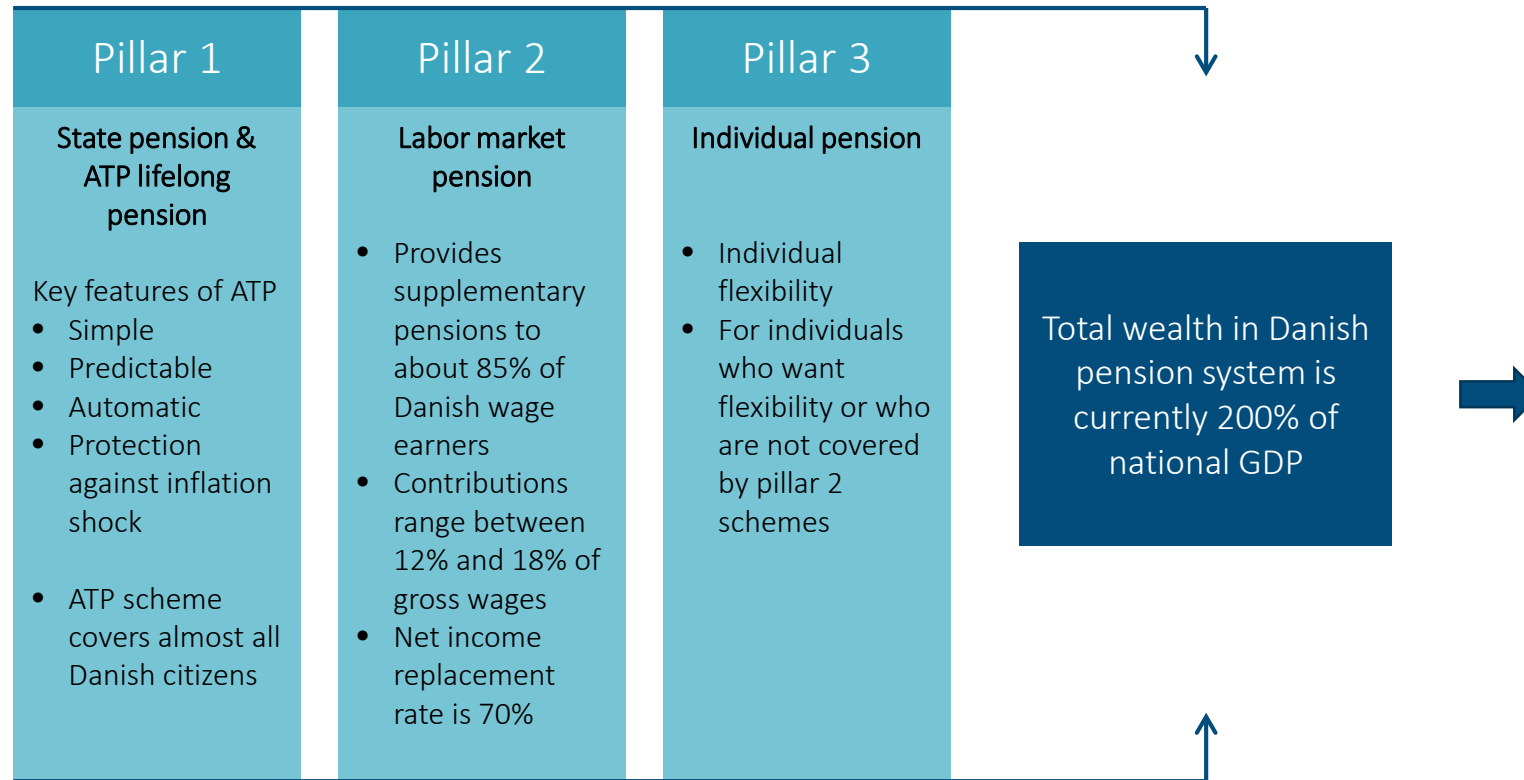 Pillar 1
State pension &
ATP lifelong
pension
Key features of ATP
• Simple
• Predictable
• Automatic
• Protection
against inflation
shock
• ATP scheme
covers almost all
Danish citizens
Pillar 2
Labor market
pension
• Provides
supplementary
pensions to
about 85% of
Danish wage
earners
• Contributions
range between
12% and 18% of
gross wages
• Net income
replacement
rate is 70%
Pillar 3
Individual pension
• Individual
flexibility
• For individuals
who want
flexibility or who
are not covered
by pillar 2
schemes
Total wealth in Danish
pension system is
currently 200% of
national GDP